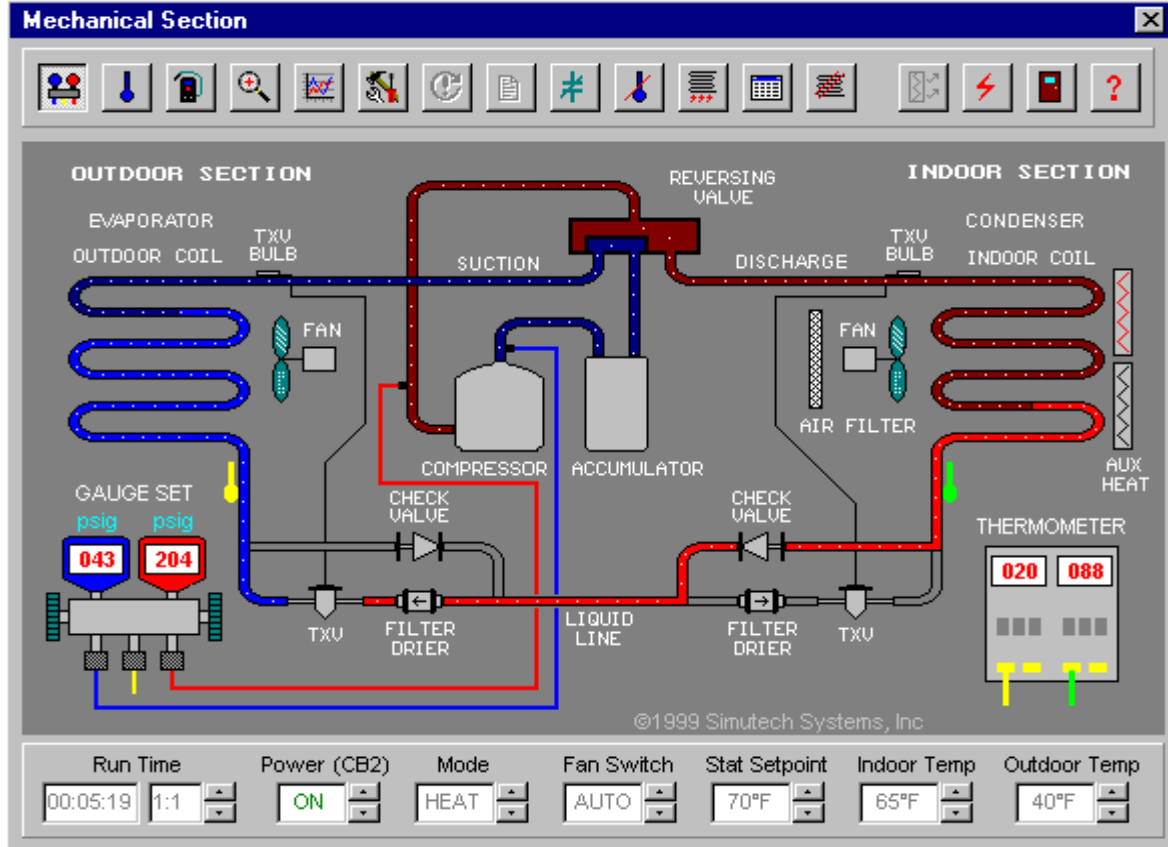 Mechanical Section
?
OUTDOOR SECTION
INDOOR SECTION
REVERSING
VALVE
EVAPORATOR
OUTDOOR COIL
TXV
BULB
SUCTION
DISCHARGE
TXV
BULB
CONDENSER
INDOOR COIL
FAN
FAN
AIR FILTER
COMPRESSOR
ACCUMULATOR
AUX
HEAT
GAUGE SET
psig
psig
043
204
CHECK
VALVE
CHECK
VALVE
THERMOMETER
020
088
TXV
FILTER
DRIER
LIQUID
LINE
FILTER
DRIER
TXV
©1999 Simutech Systems, Inc
Run Time
Power (CB2)
Mode
Fan Switch
Stat Setpoint
Indoor Temp
Outdoor Temp
00:05:19
1:1
ON
HEAT
AUTO
70°F
65°F
40°F